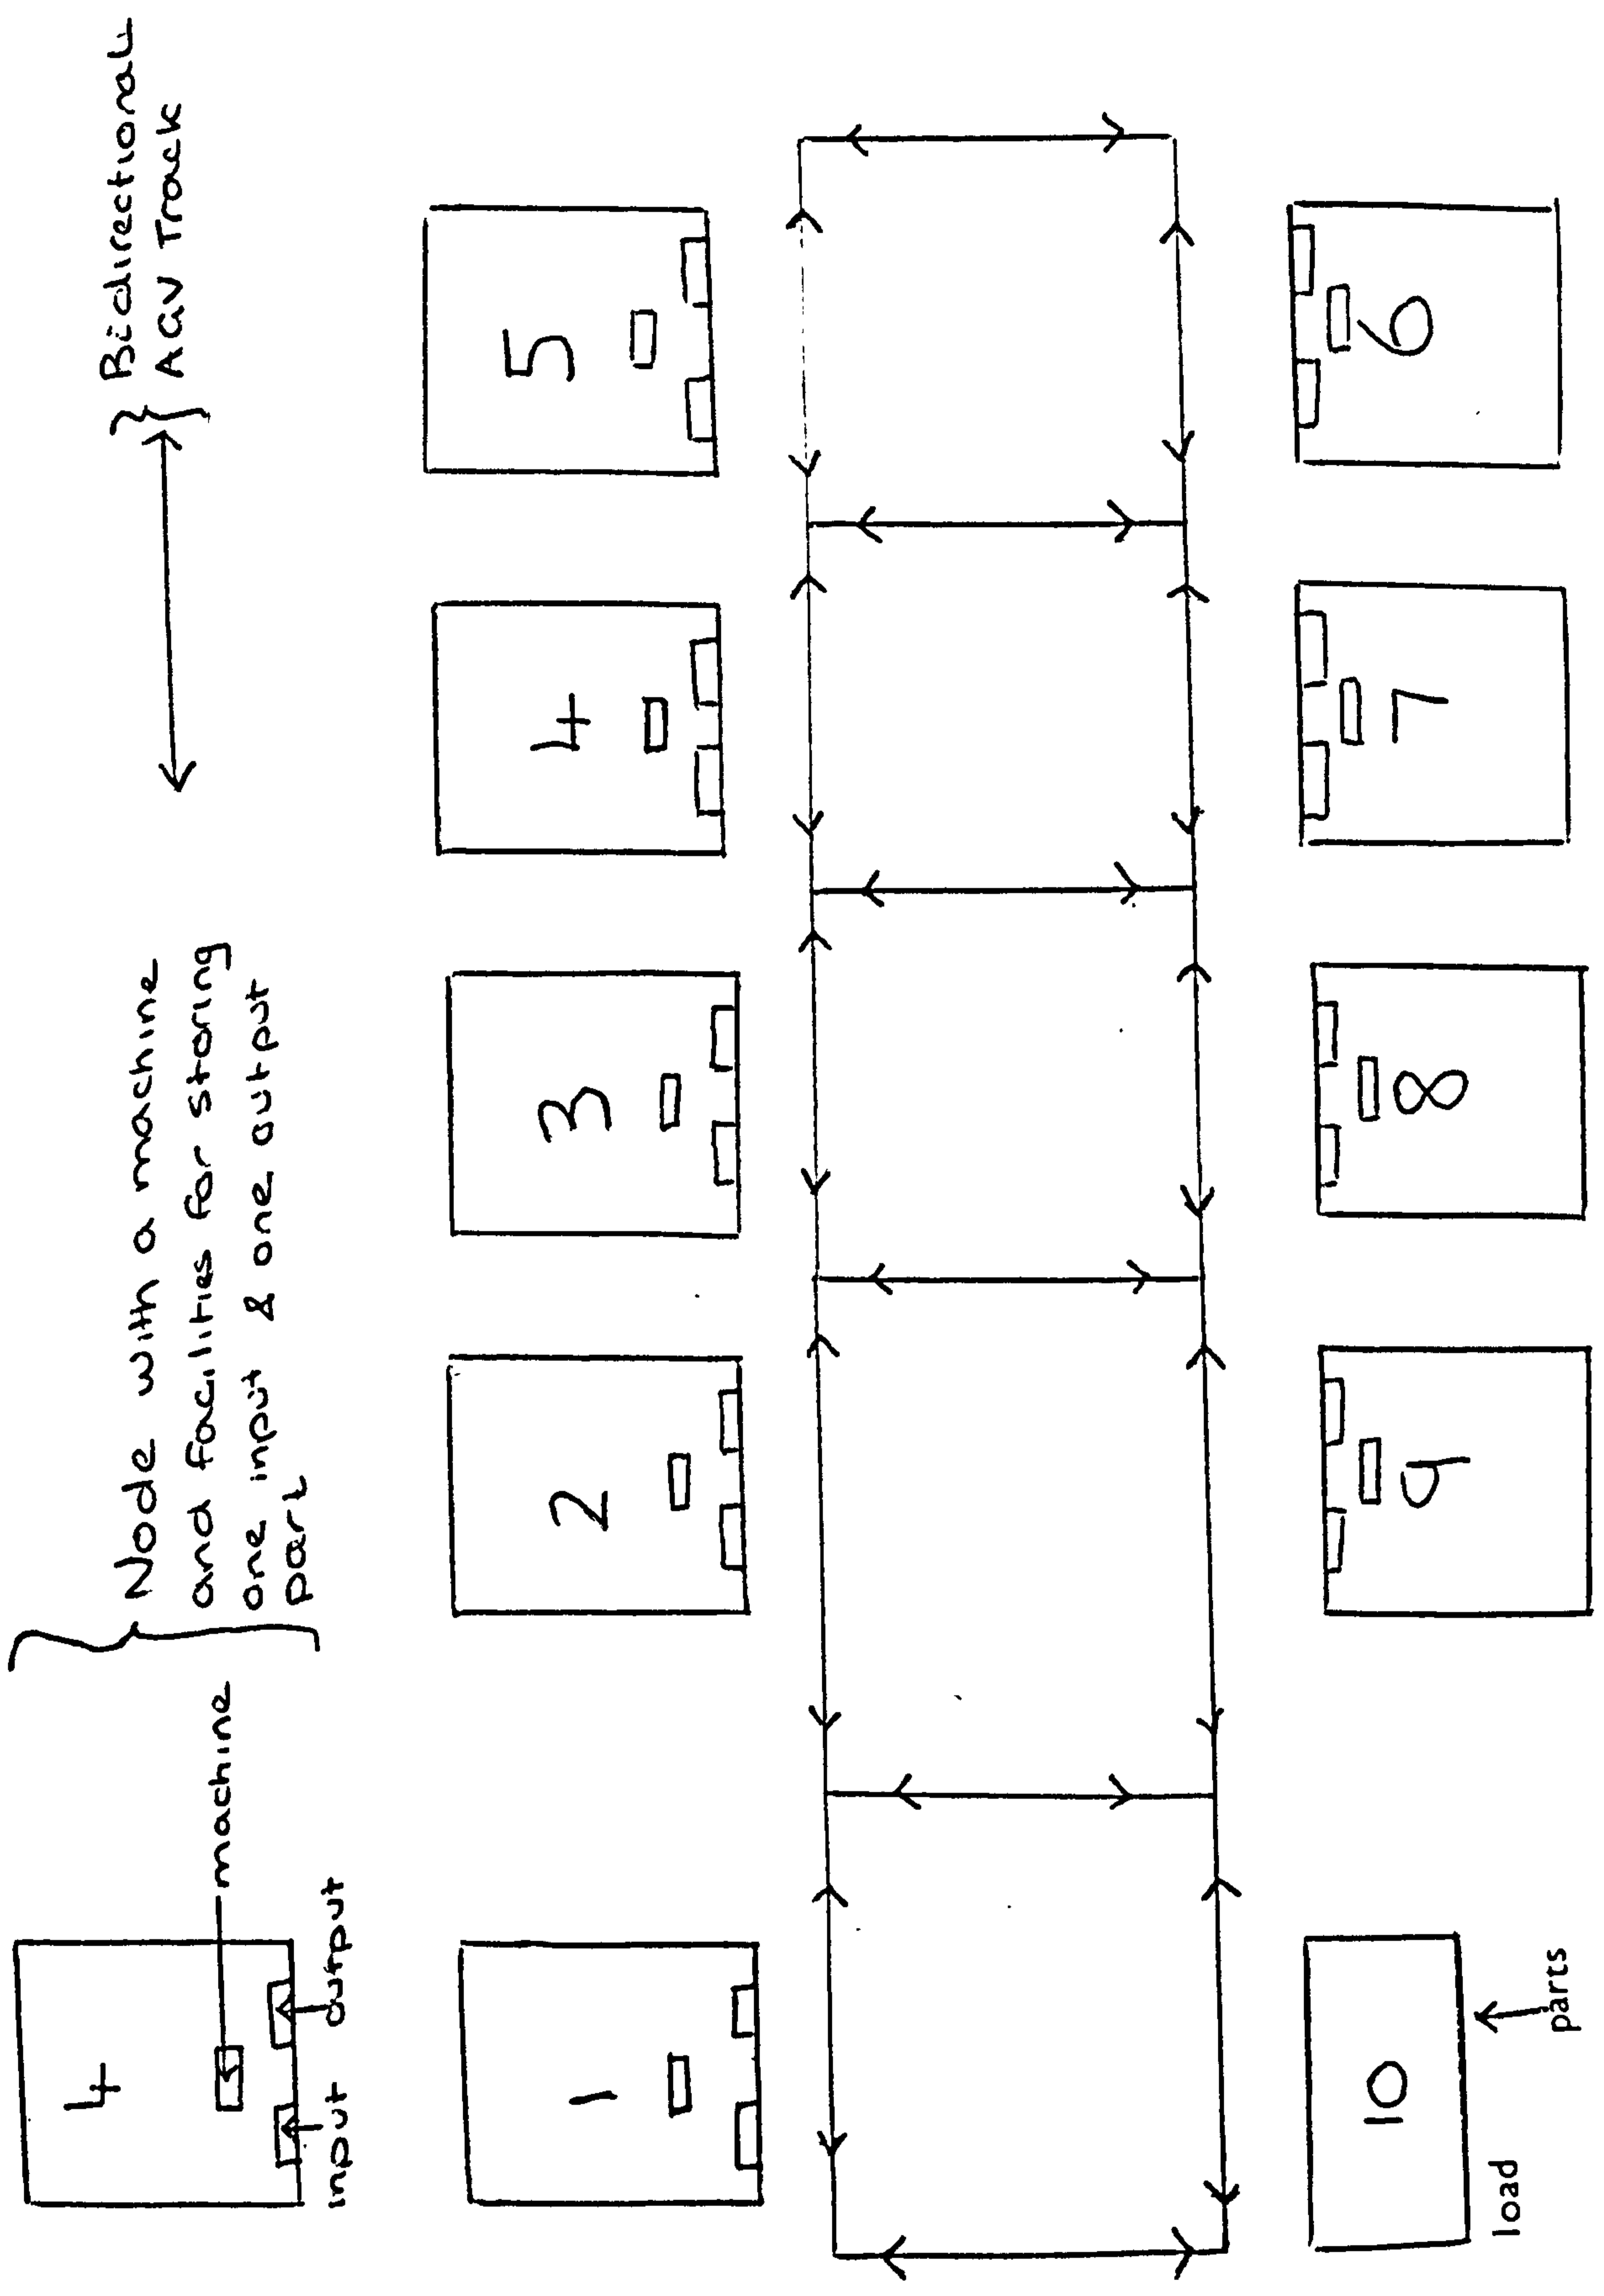 4
machine
input output
Node with a machine
and facilities for storing
one input & one output
part
Bidirectional
AGV Track
1
2
3
4
5
10
9
8
7
6
load
parts